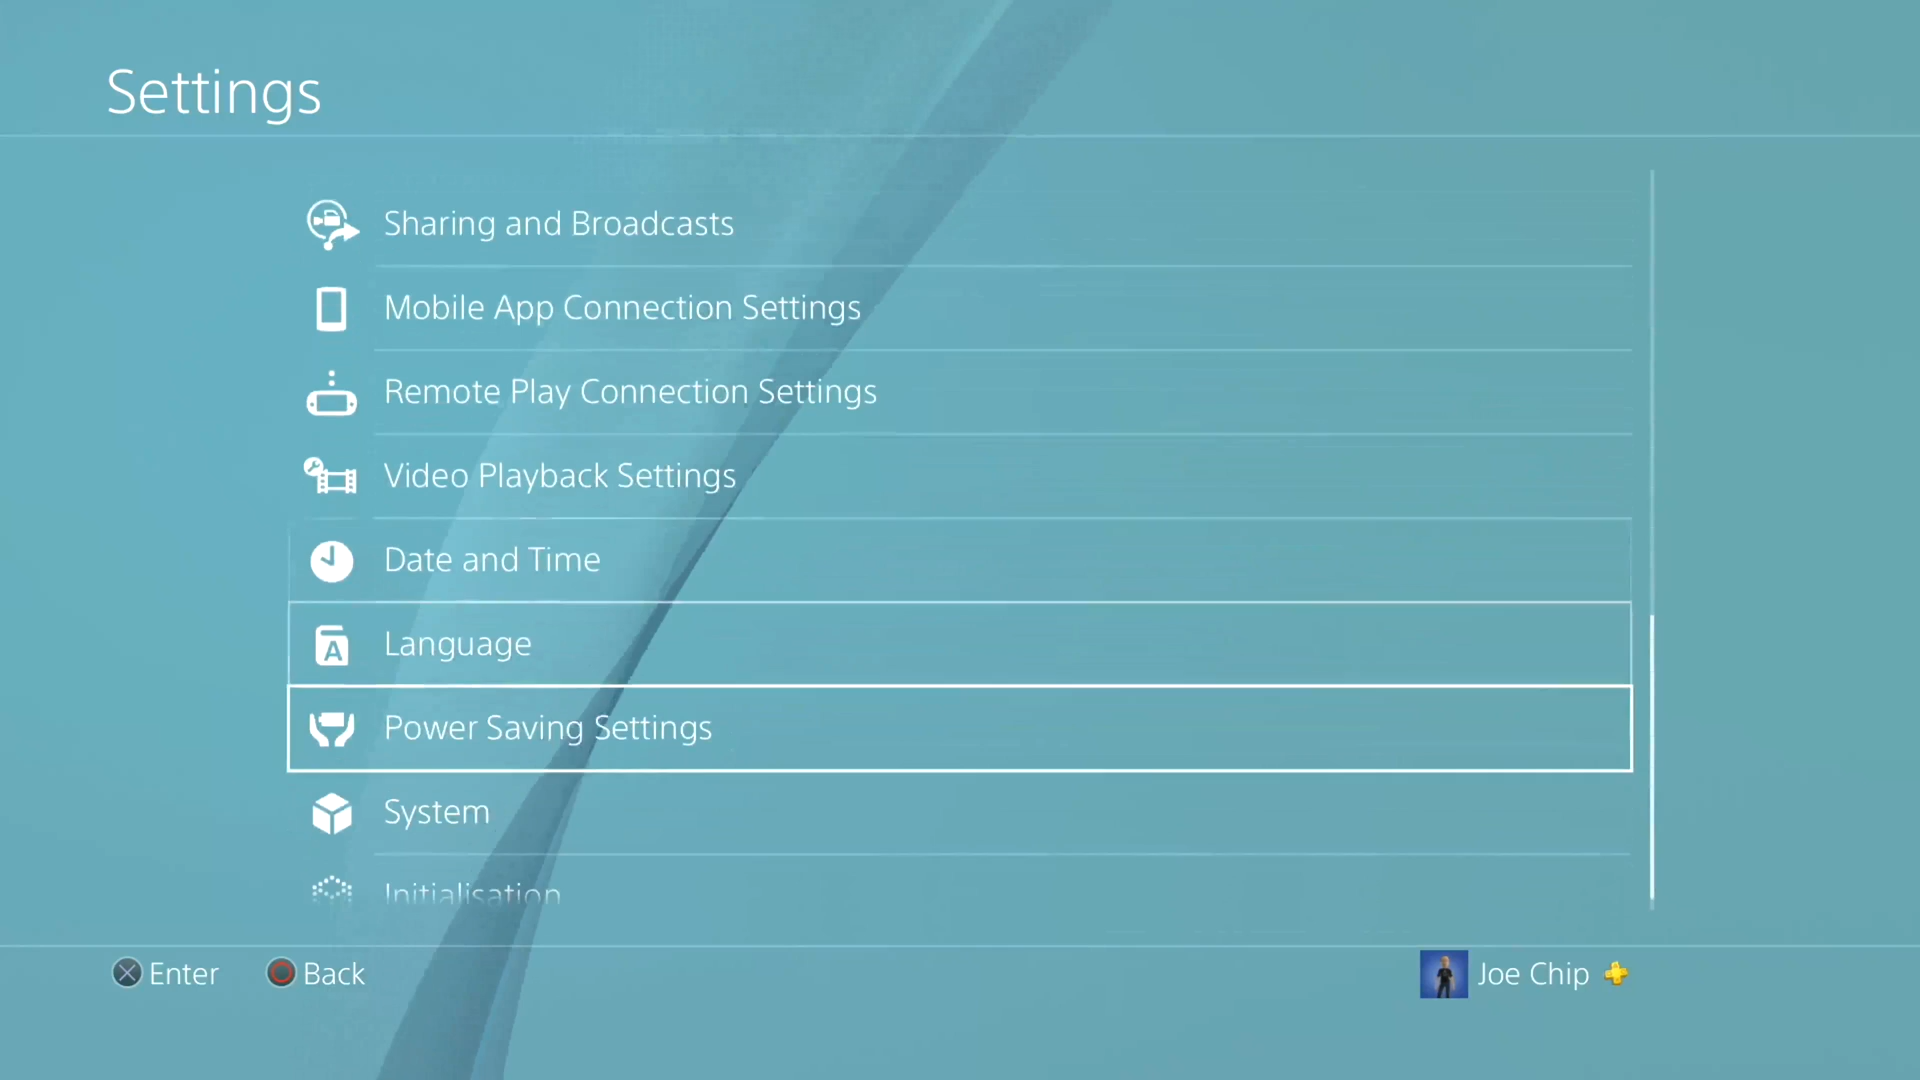 Settings
Sharing and Broadcasts
Mobile App Connection Settings
Remote Play Connection Settings
Video Playback Settings
Date and Time
Language
Power Saving Settings
System
Initialisation
Enter
Back
Joe Chip